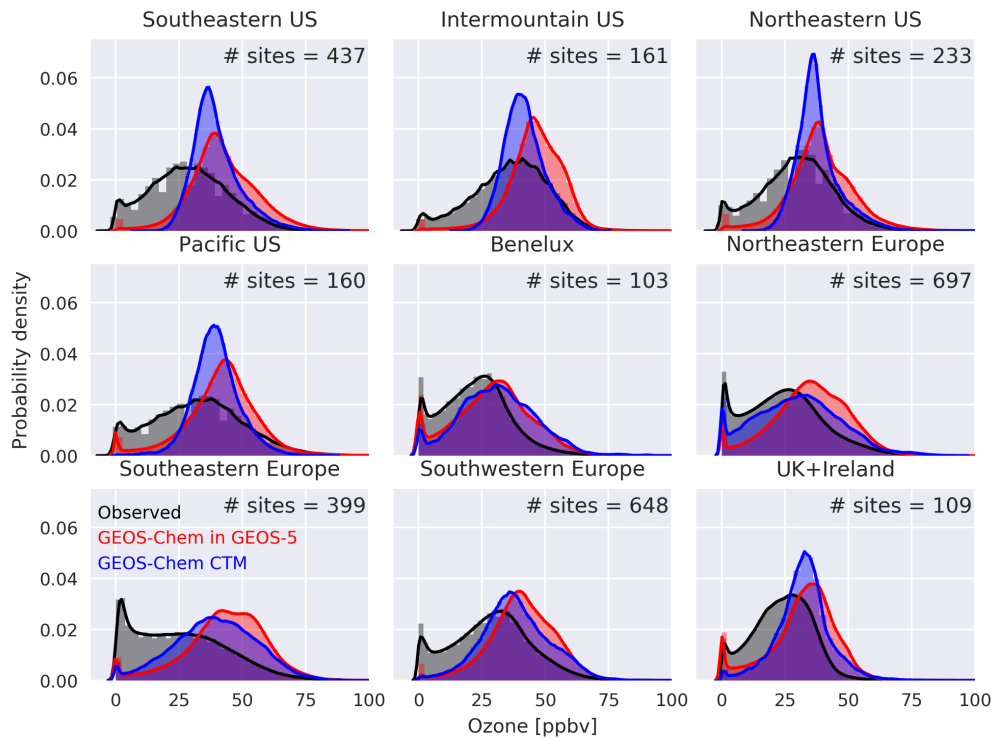 Southeastern US
Intermountain US
Northeastern US
# sites = 437
# sites = 161
# sites = 233
0.06
0.04
0.02
0.00
Pacific US
Benelux
Northeastern Europe
# sites = 160
# sites = 103
# sites = 697
0.06
0.04
0.02
0.00
Probability density
Southeastern Europe
Southwestern Europe
UK+Ireland
# sites = 399
# sites = 648
# sites = 109
Observed
GEOS-Chem in GEOS-5
GEOS-Chem CTM
0.06
0.04
0.02
0.00
0 25 50 75 100
0 25 50 75 100
0 25 50 75 100
Ozone [ppbv]